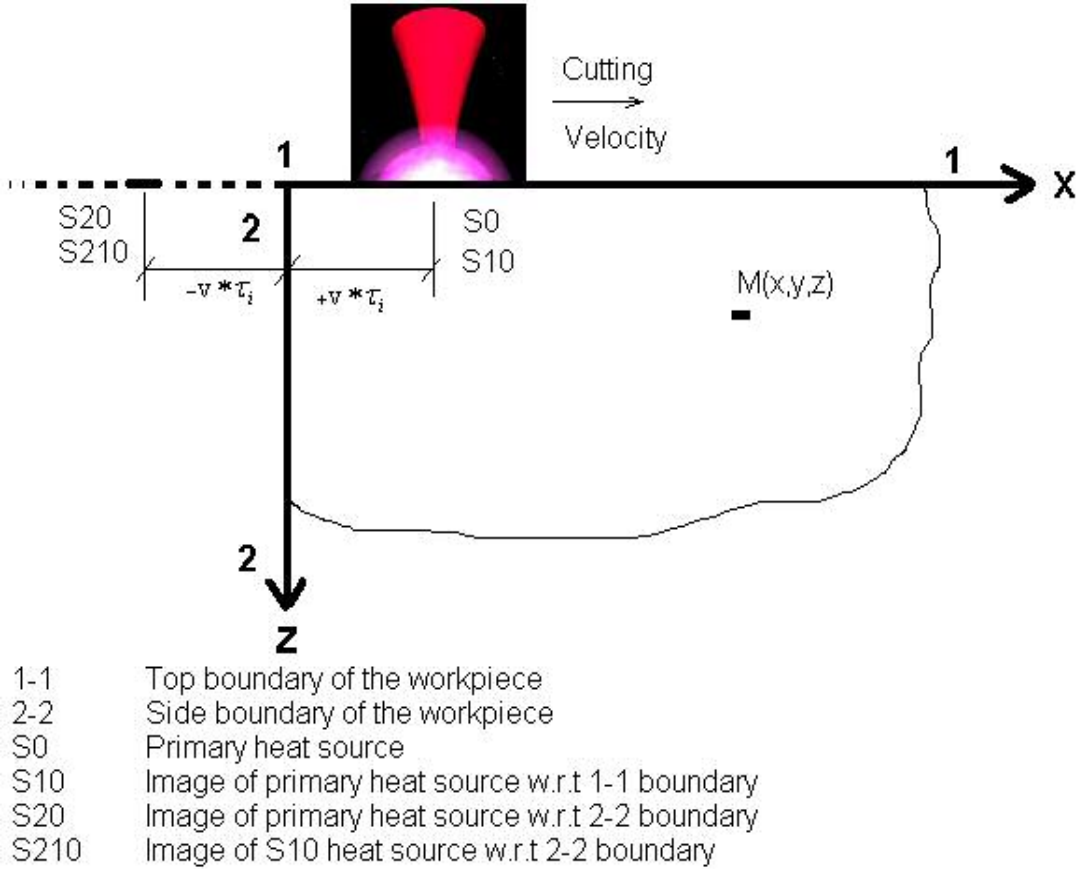 Cutting
Velocity
1
1
X
S20
S210
2
S0
S10
-v*τi
+v*τi
M(x,y,z)
2
Z
1-1 Top boundary of the workpiece
2-2 Side boundary of the workpiece
S0 Primary heat source
S10 Image of primary heat source w.r.t 1-1 boundary
S20 Image of primary heat source w.r.t 2-2 boundary
S210 Image of S10 heat source w.r.t 2-2 boundary